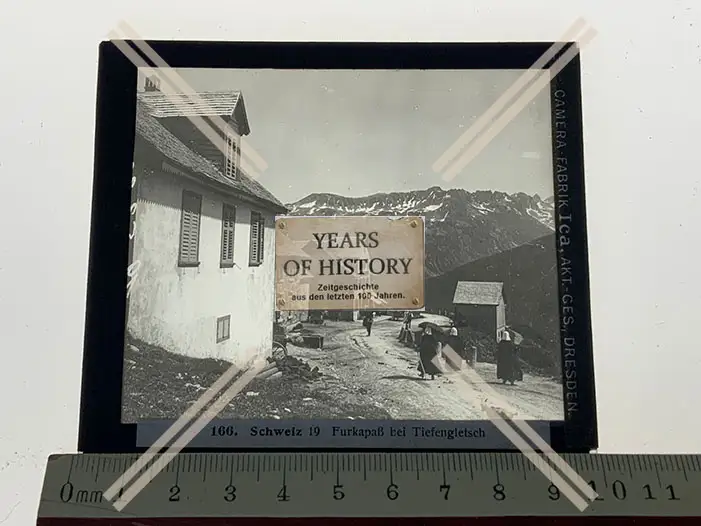 YEARS
OF HISTORY
Zeitgeschichte
aus den letzten 100 Jahren.
CAMERA-FABRIK Ica, AKT.-GES., DRESDEN.
166. Schweiz 19 Furkapaß bei Tiefengletsch
0mm 1 2 3 4 5 6 7 8 9 10 11